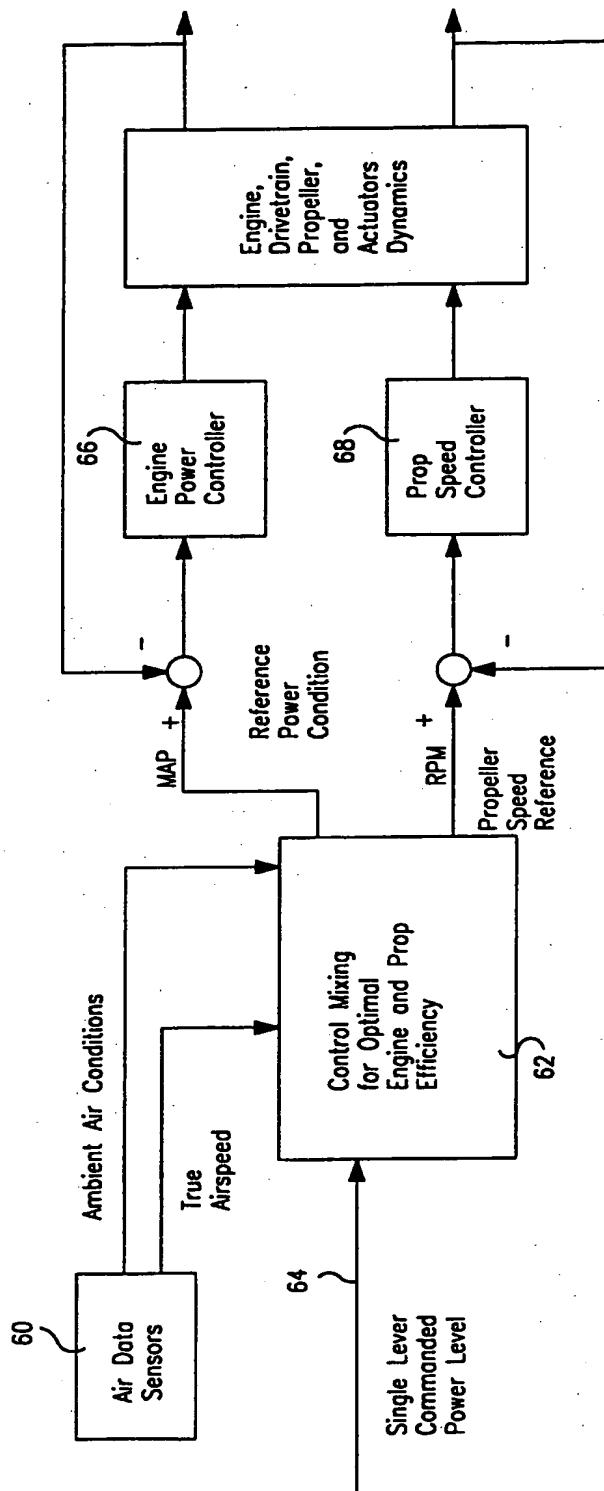 60
Air Data
Sensors
Ambient Air Conditions
True
Airspeed
64
Single Lever
Commanded
Power Level
Control Mixing
for Optimal
Engine and Prop
Efficiency
62
MAP
+
-
Reference
Power
Condition
RPM
+
-
Propeller
Speed
Reference
66
Engine
Power
Controller
68
Prop
Speed
Controller
Engine,
Drivetrain,
Propeller,
and
Actuators
Dynamics